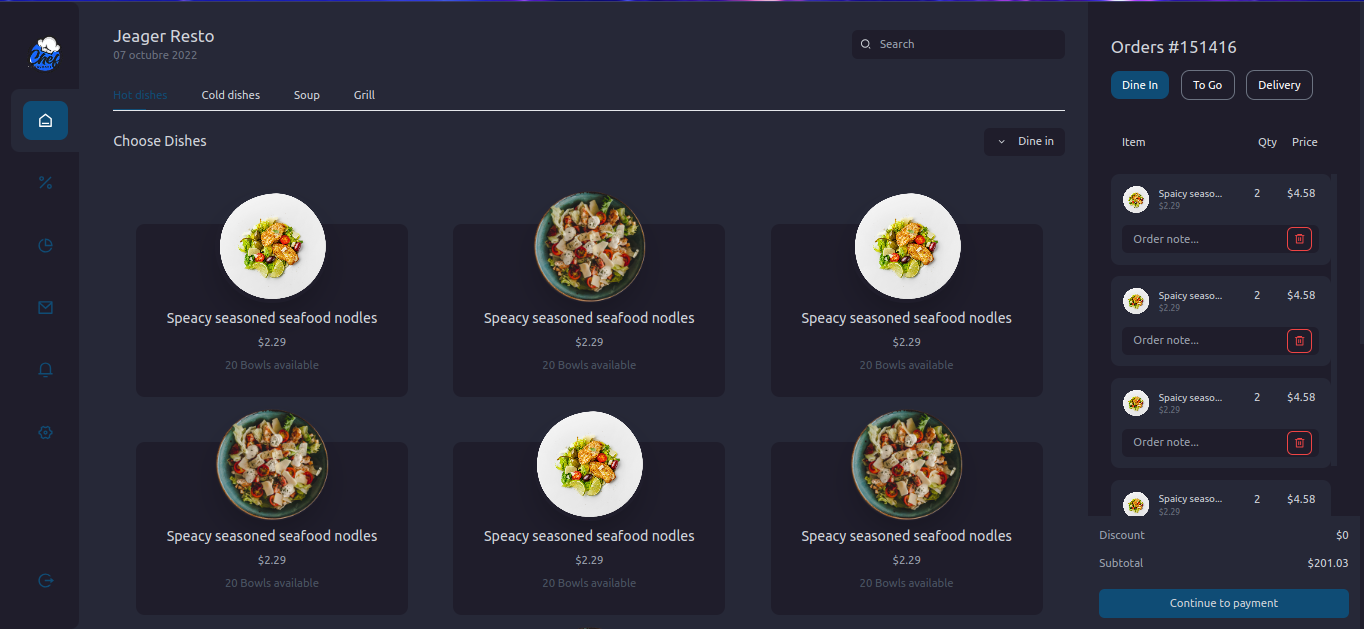 Chef
Jeager Resto
07 octubre 2022
Search
Hot dishes Cold dishes Soup Grill
Choose Dishes
Dine in
Speacy seasoned seafood nodles
$2.29
20 Bowls available
Speacy seasoned seafood nodles
$2.29
20 Bowls available
Speacy seasoned seafood nodles
$2.29
20 Bowls available
Speacy seasoned seafood nodles
$2.29
20 Bowls available
Speacy seasoned seafood nodles
$2.29
20 Bowls available
Speacy seasoned seafood nodles
$2.29
20 Bowls available
Orders #151416
Dine In To Go Delivery
Item Qty Price
Spaicy seaso... 2 $4.58
$2.29
Order note...
Spaicy seaso... 2 $4.58
$2.29
Order note...
Spaicy seaso... 2 $4.58
$2.29
Order note...
Spaicy seaso... 2 $4.58
$2.29
Discount $0
Subtotal $201.03
Continue to payment